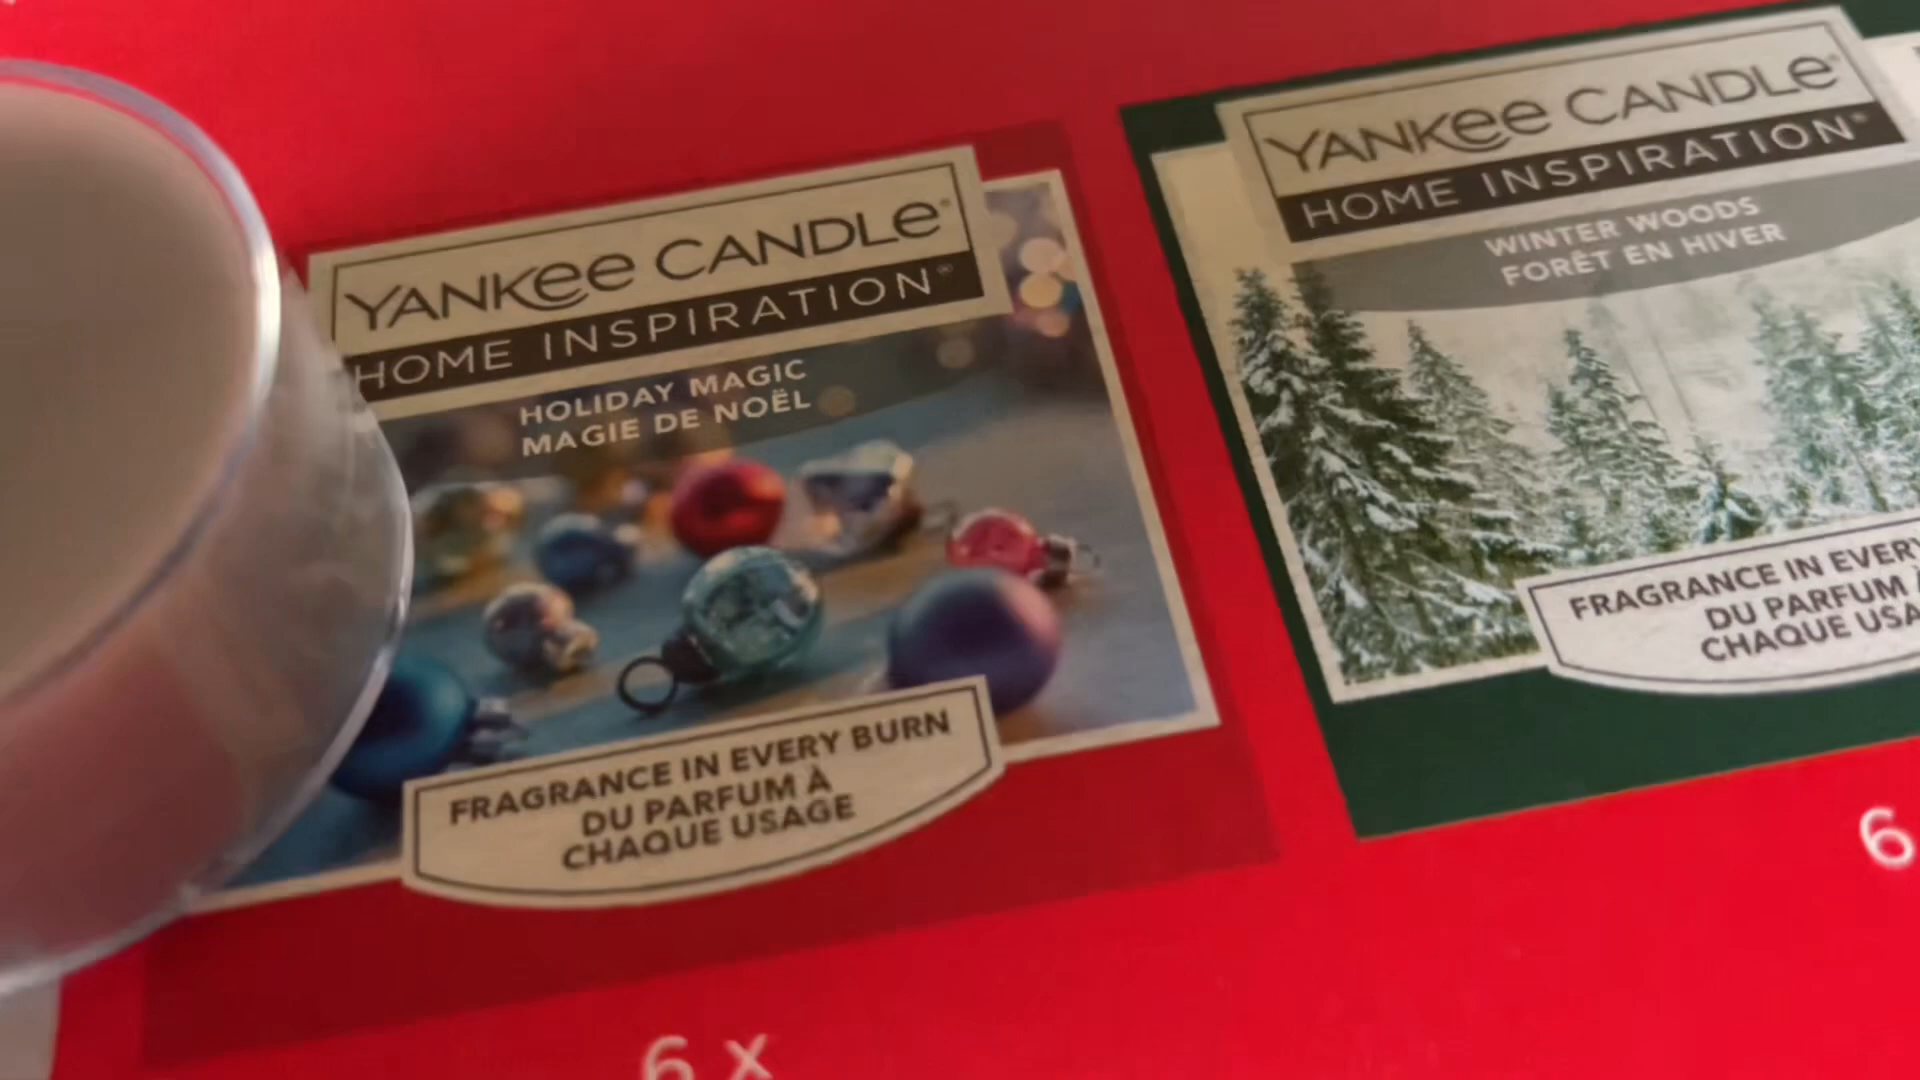 YANKEE CANDLE®
HOME INSPIRATION®
HOLIDAY MAGIC
MAGIE DE NOËL
FRAGRANCE IN EVERY BURN
DU PARFUM À
CHAQUE USAGE
6 x
YANKEE CANDLE®
HOME INSPIRATION®
WINTER WOODS
FORÊT EN HIVER
FRAGRANCE IN EVERY
DU PARFUM
CHAQUE USA
6